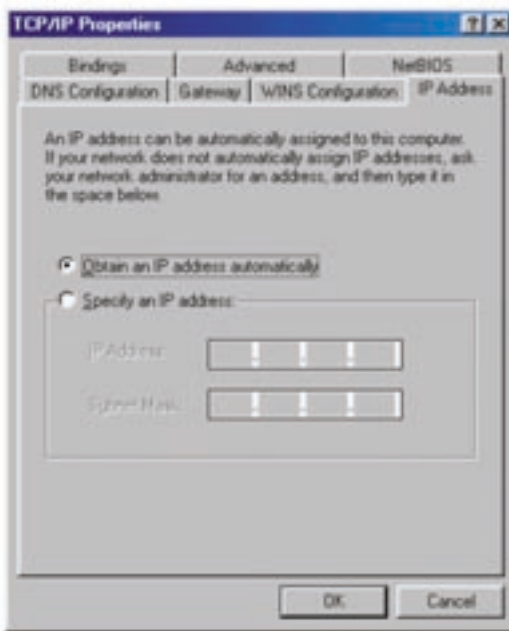 TCP/IP Properties
Bindings Advanced NetBIOS
DNS Configuration Gateway WINS Configuration IP Address
An IP address can be automatically assigned to this computer.
If your network does not automatically assign IP addresses, ask
your network administrator for an address, and then type it in
the space below.
Obtain an IP address automatically
Specify an IP address:
IP Address:
Subnet Mask:
OK Cancel